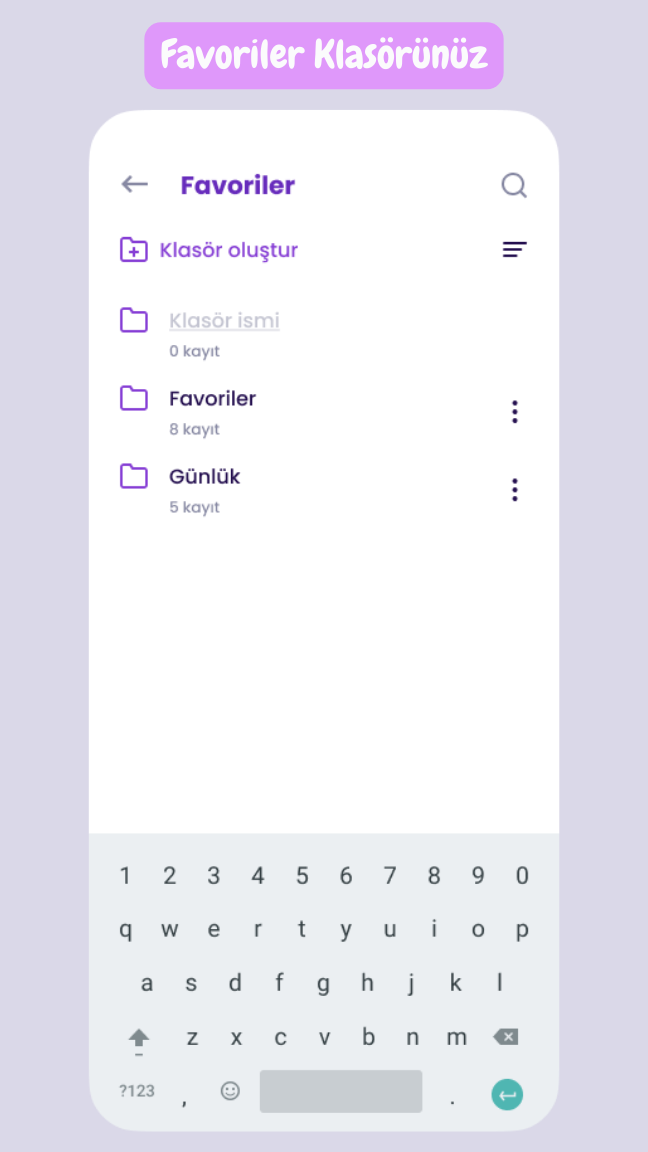 Favoriler Klasörünüz
Favoriler
Klasör oluştur
Klasör ismi
0 kayıt
Favoriler
8 kayıt
Günlük
5 kayıt
1 2 3 4 5 6 7 8 9 0
q w e r t y u i o p
a s d f g h j k l
z x c v b n m
?123 , .